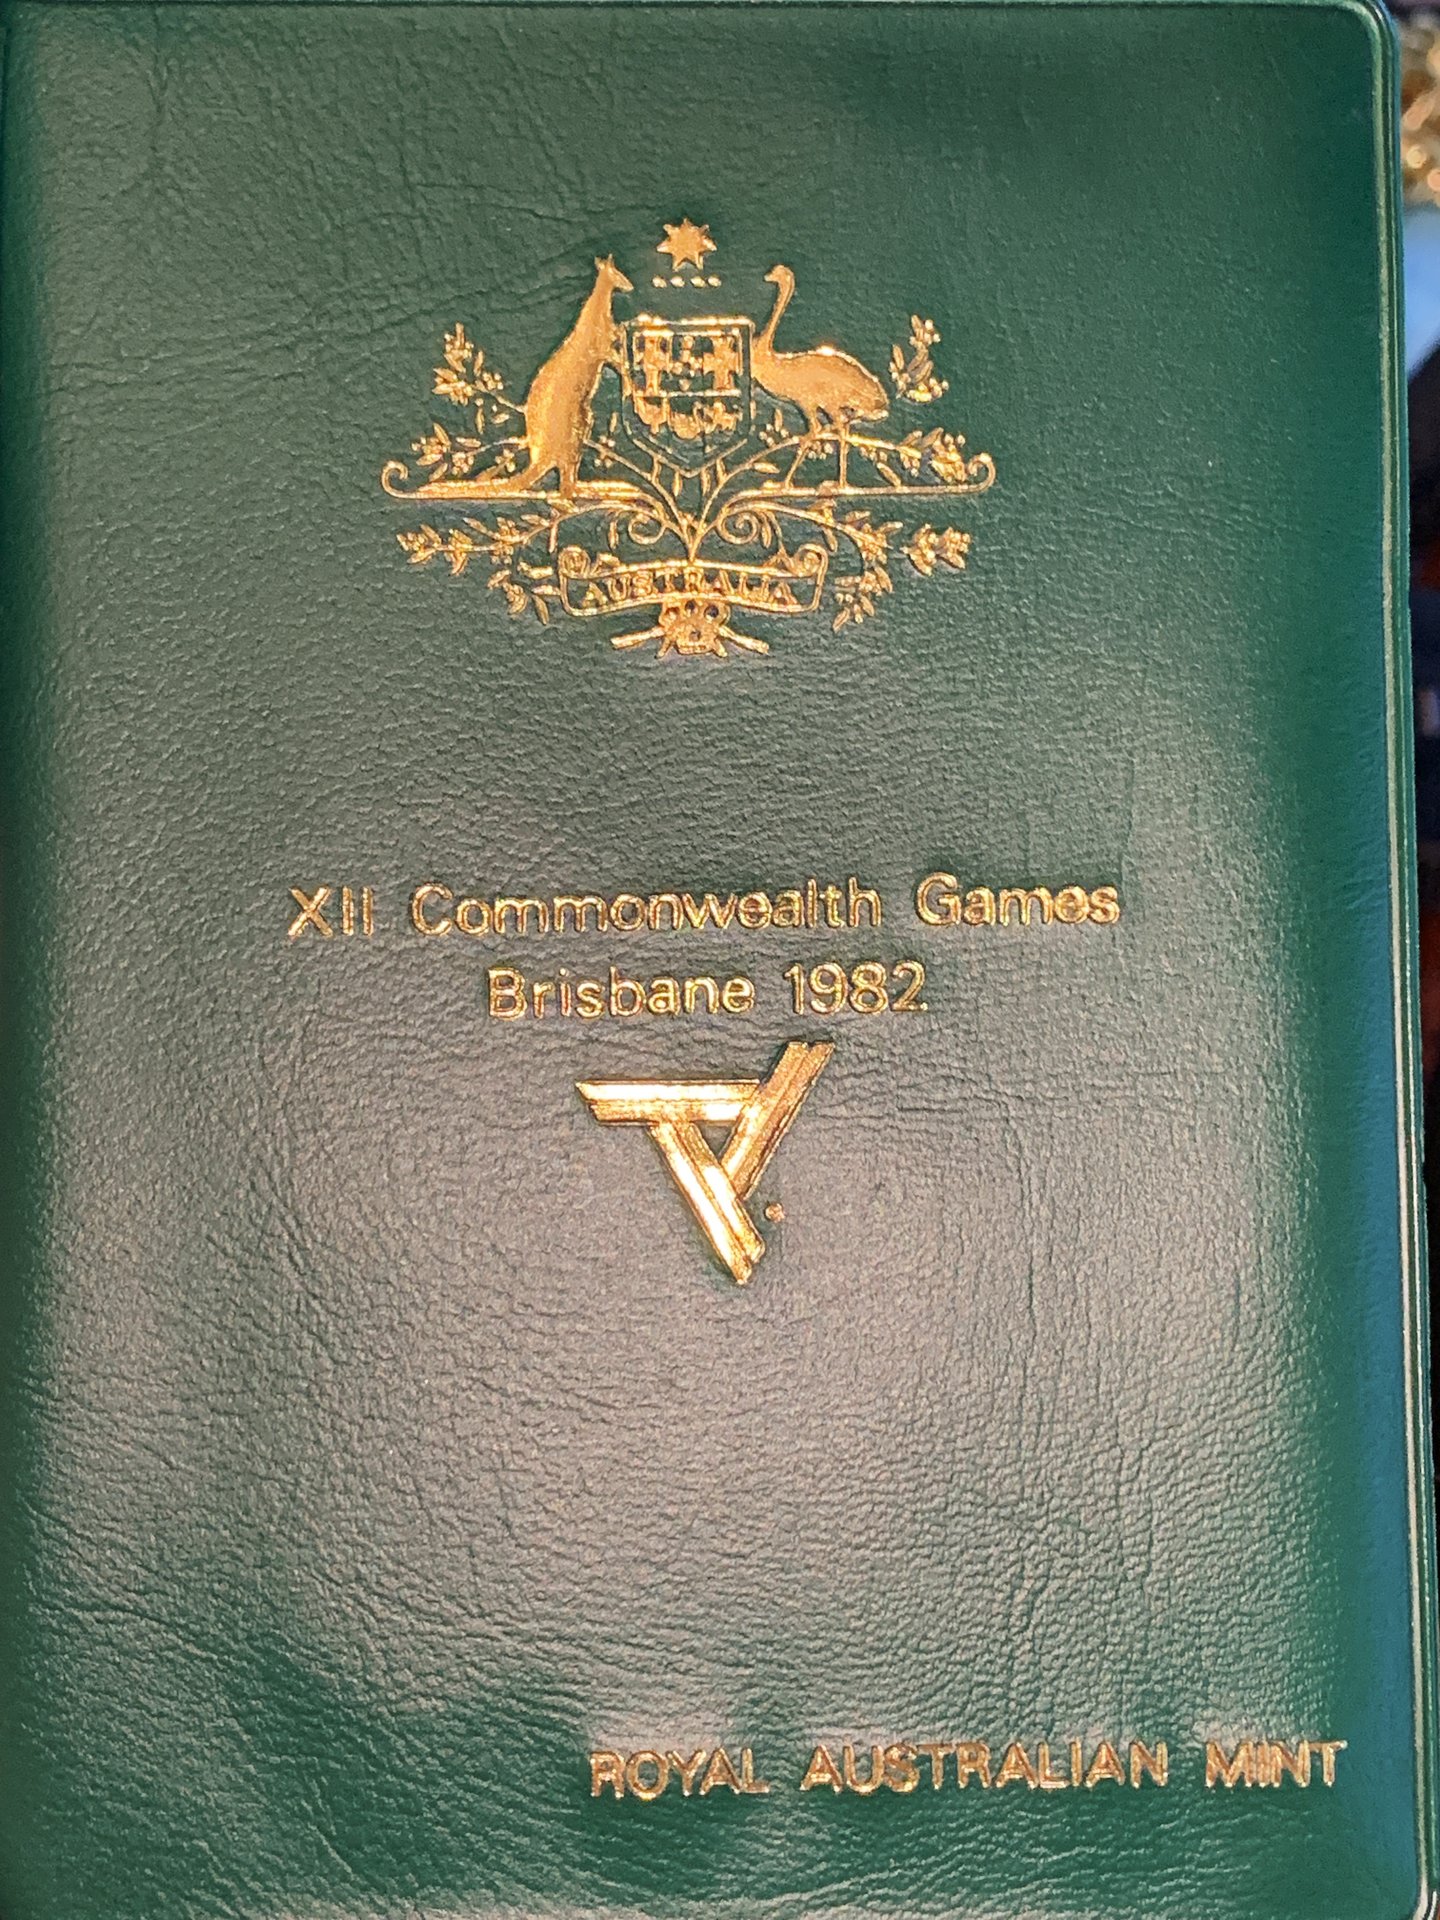 AUSTRALIA
XII Commonwealth Games
Brisbane 1982
ROYAL AUSTRALIAN MINT